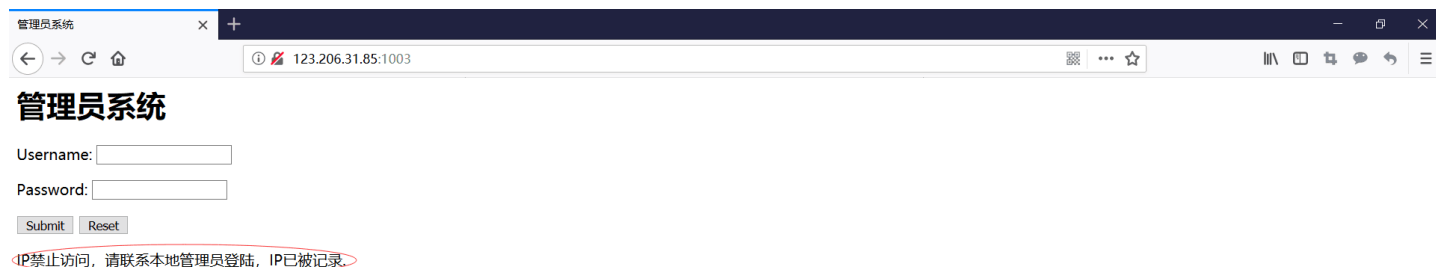 管理员系统
123.206.31.85:1003
管理员系统
Username:
Password:
Submit Reset
IP禁止访问，请联系本地管理员登陆，IP已被记录.